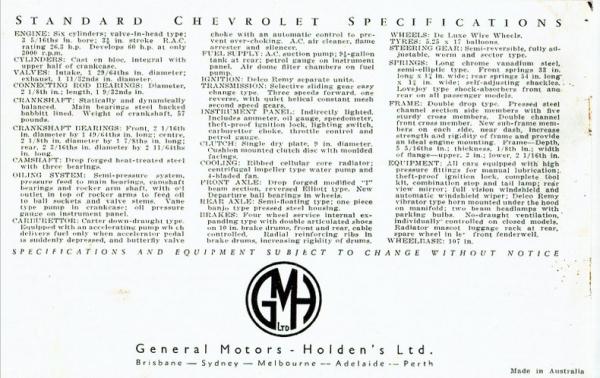 STANDARD CHEVROLET SPECIFICATIONS
ENGINE: Six cylinders; valve-in-head type;
3 5/16ths in. bore; 3½ in. stroke R.A.C.
rating 26.3 h.p. Develops 60 h.p. at only
3000 r.p.m.
CYLINDERS: Cast en bloc, integral with
upper half of crankcase.
VALVES: Intake, 1 29/64ths in. diameter;
exhaust, 1 11/32nds in. diameter.
CONNECTING ROD BEARINGS: Diameter,
2 1/8th in.; length, 1 9/32nds in.
CRANKSHAFT: Statically and dynamically
balanced. Main bearings steel backed
babbitt lined. Weight of crankshaft, 52
pounds.
CRANKSHAFT BEARINGS: Front, 2 1/16th
in. diameter; by 1 49/64ths in. long; centre,
2 1/8th in. diameter by 1 7/8ths in. long;
rear, 2 2/16th in. diameter by 2 11/64ths
in. long.
CAMSHAFT: Drop forged heat-treated steel
with three bearings.
OILING SYSTEM: Semi-pressure system,
pressure feed to main bearings, camshaft
bearings and rocker arm shaft, with oil
outlet in top of rocker arms to feed oil
to ball sockets and valve stems. Vane
type pump in crankcase; oil pressure
gauge on instrument panel.
CARBURETTOR: Carter down-draught type.
Equipped with an accelerating pump which
delivers fuel only when accelerator pedal
is suddenly depressed, and butterfly valve
choke with an automatic control to pre-
vent over-choking. A.C. air cleaner, flame
arrester and silencer.
FUEL SUPPLY: A.C. suction pump; 9½-gallon
tank at rear; petrol gauge on instrument
panel. Air dome filter chambers on fuel
pump.
IGNITION: Delco Remy separate units.
TRANSMISSION: Selective sliding gear; easy
change type. Three speeds forward, one
reverse, with quiet helical constant mesh
second speed gears.
INSTRUMENT PANEL: Indirectly lighted.
Includes ammeter, oil gauge, speedometer,
theft-proof ignition lock, lighting switch,
carburettor choke, throttle control and
petrol gauge.
CLUTCH: Single dry plate, 9 in. diameter.
Cushion mounted clutch disc with moulded
facings.
COOLING: Ribbed cellular core radiator;
centrifugal impeller type water pump and
4-bladed fan.
FRONT AXLE: Drop forged modified "I"
beam section, reversed Elliott type. New
Departure ball bearings front wheels.
REAR AXLE: Semi-floating type; one piece
banjo type pressed steel housing.
BRAKES: Four wheel service internal ex-
panding type with double articulated shoes
on 10 in. brake drums, front and rear, cable
controlled. Radial reinforcing ribs in
brake drums, increasing rigidity of drums.
WHEELS: De Luxe Wire Wheels.
TYRES: 5.25 x 17 balloons.
STEERING GEAR: Semi-reversible, fully ad-
justable, worm and sector type.
SPRINGS: Long chrome vanadium steel,
semi-elliptic type. Front springs 33 in.
long x 1¾ in. wide; rear springs 54 in. long
x 1¾ in. wide; self-adjusting shackles.
Lovejoy type shock-absorbers front and
rear on all passenger models.
FRAME: Double drop type. Pressed steel
channel section side members with five
sturdy cross members. Double channel
front cross member. New sub-frame mem-
bers on each side, near dash, increase
strength and rigidity of frame and provide
an ideal engine mounting. Frame—Depth,
5 5/16ths in.; thickness, 1/8th in.; width
of flange—upper, 2 in.; lower, 2 1/16th in.
EQUIPMENT: All cars equipped with high
pressure fittings for manual lubrication;
theft-proof ignition lock, complete tool
kit, combination stop and tail lamp; rear
view mirror; full vision windshield and
automatic windshield wiper; Delco Remy
vibrator type horn mounted under the hood
on manifold; two beam headlamps with
parking bulbs. No-draught ventilation,
individually controlled on closed models.
Radiator mascot luggage rack at rear,
spare wheel in left front fenderwell.
WHEELBASE: 107 in.
SPECIFICATIONS AND EQUIPMENT SUBJECT TO CHANGE WITHOUT NOTICE
GMH
LTD
General Motors - Holden's Ltd.
Brisbane — Sydney — Melbourne — Adelaide — Perth
Made in Australia